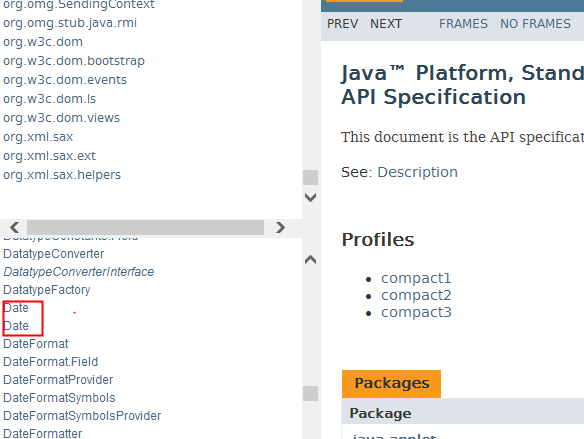 org.omg.SendingContext
org.omg.stub.java.rmi
org.w3c.dom
org.w3c.dom.bootstrap
org.w3c.dom.events
org.w3c.dom.ls
org.w3c.dom.views
org.xml.sax
org.xml.sax.ext
org.xml.sax.helpers
DatatypeConstants.Field
DatatypeConverter
DatatypeConverterInterface
DatatypeFactory
Date
Date
DateFormat
DateFormat.Field
DateFormatProvider
DateFormatSymbols
DateFormatSymbolsProvider
DateFormatter
PREV NEXT FRAMES NO FRAMES
Java™ Platform, Stand
API Specification
This document is the API specificat
See: Description
Profiles
• compact1
• compact2
• compact3
Packages
Package
java.applet